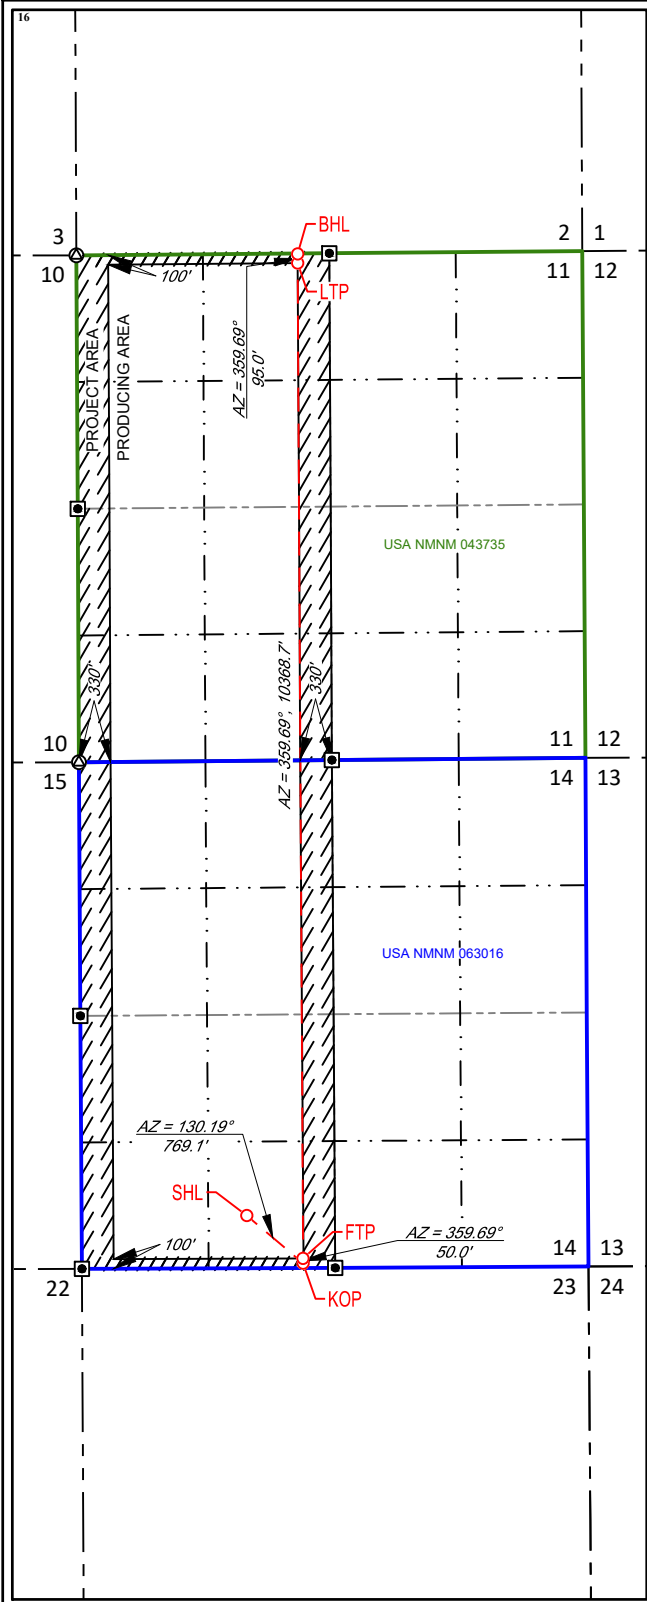 16
BHL
3
2
1
10
11
12
100'
LTP
AZ = 359.69°
95.0'
PROJECT AREA
PRODUCING AREA
USA NMNM 043735
330'
330'
AZ = 359.69°, 10368.7'
10
11
12
15
14
13
USA NMNM 063016
AZ = 130.19°
769.1'
SHL
FTP
AZ = 359.69°
50.0'
100'
14
13
22
23
24
KOP